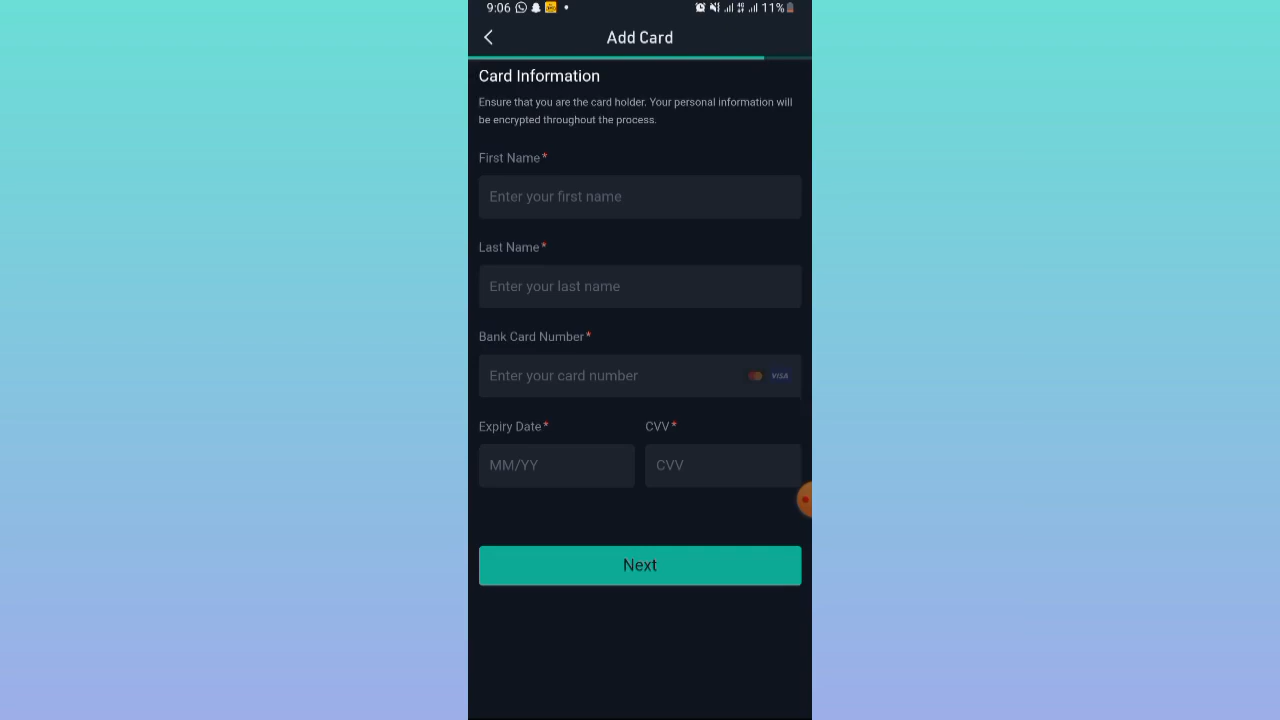 9:06 11%
Add Card
Card Information
Ensure that you are the card holder. Your personal information will
be encrypted throughout the process.
First Name*
Enter your first name
Last Name*
Enter your last name
Bank Card Number*
Enter your card number VISA
Expiry Date* CVV*
MM/YY CVV
Next